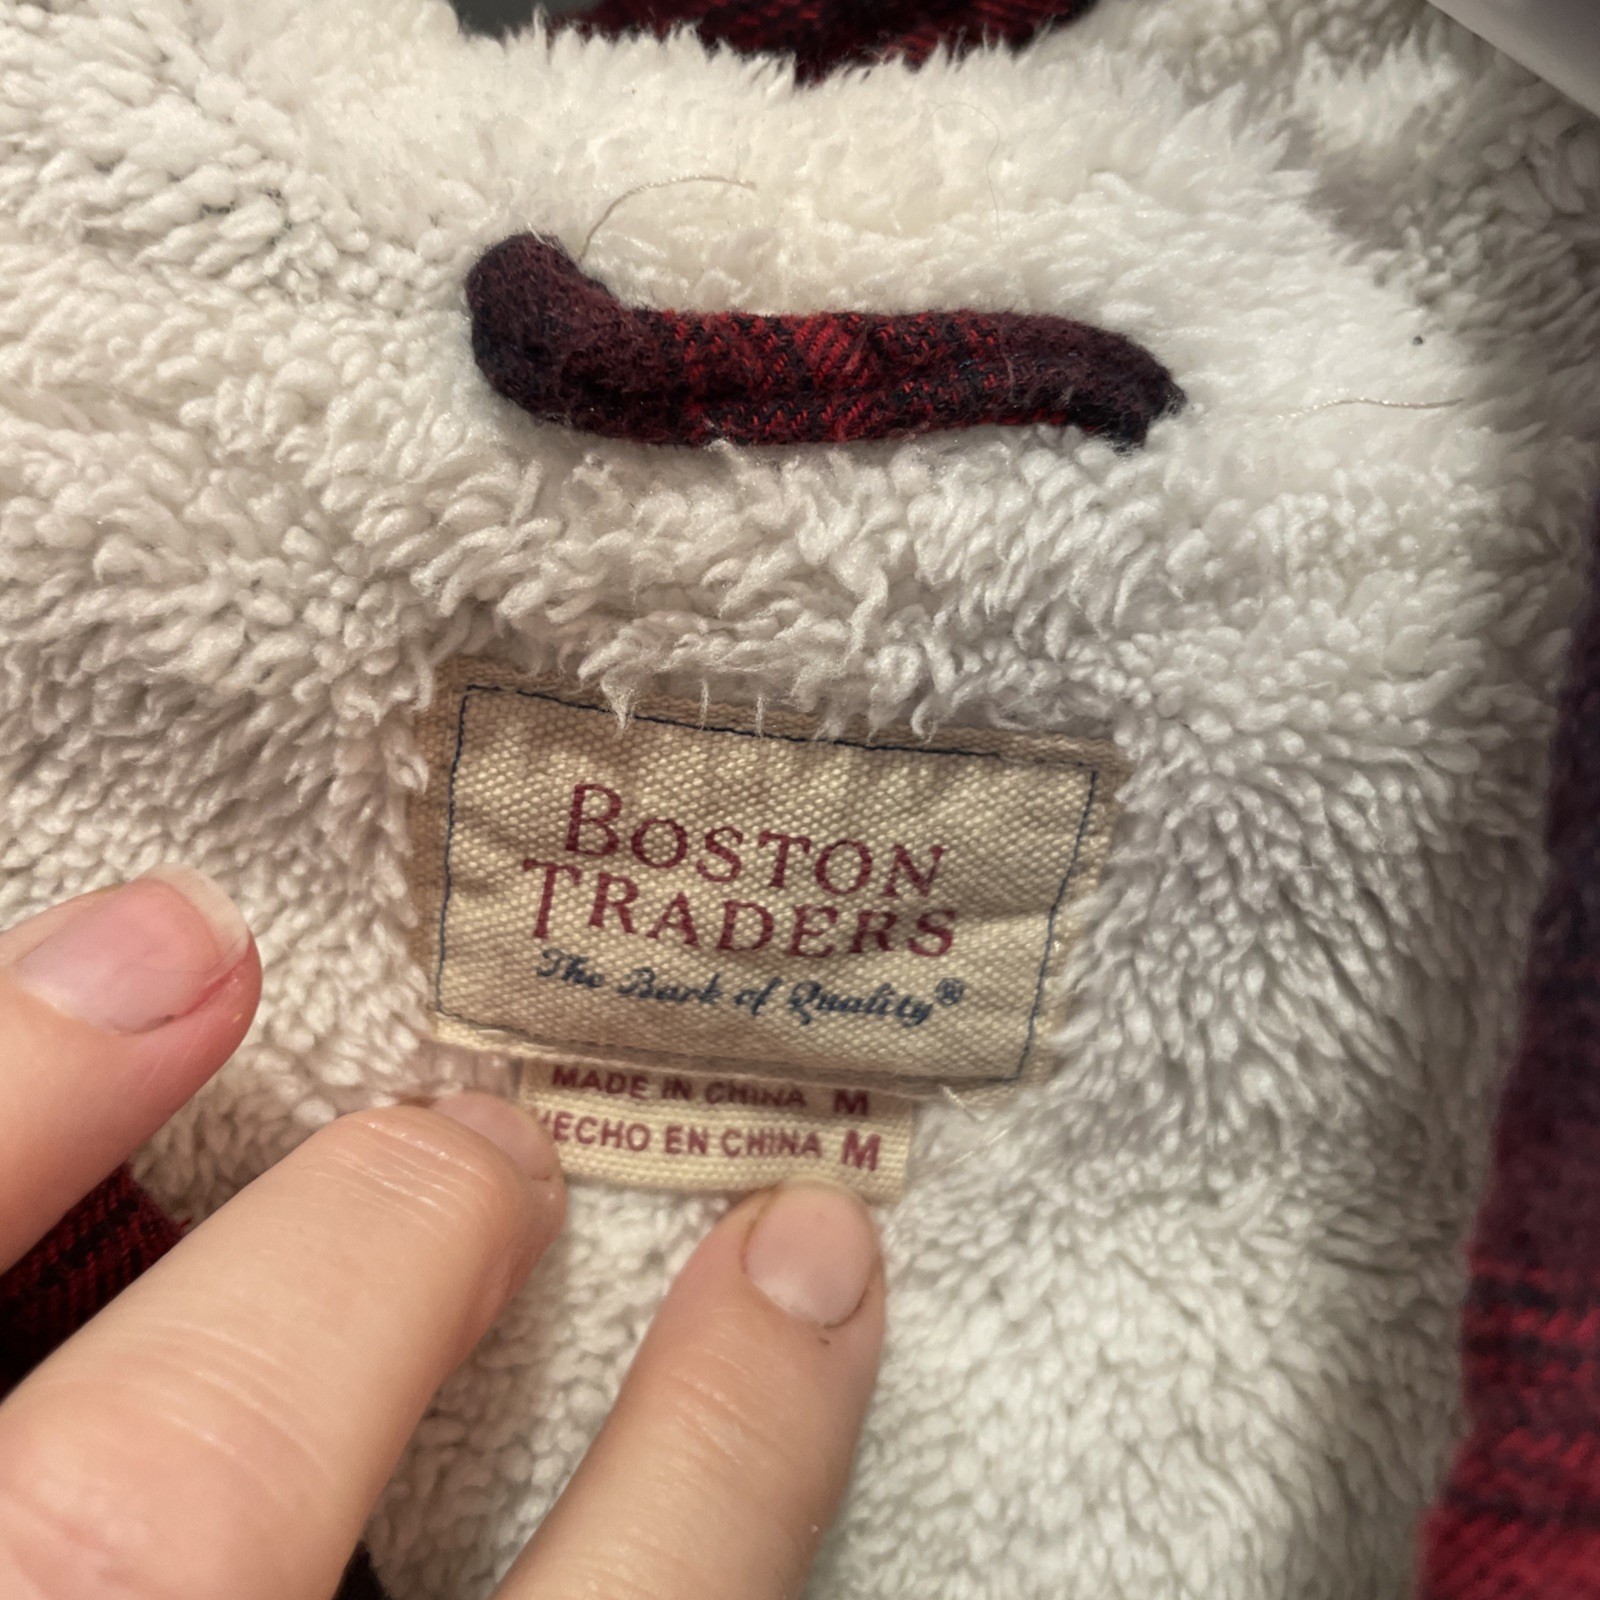 BOSTON
TRADERS
The Bark of Quality®
MADE IN CHINA M
HECHO EN CHINA M